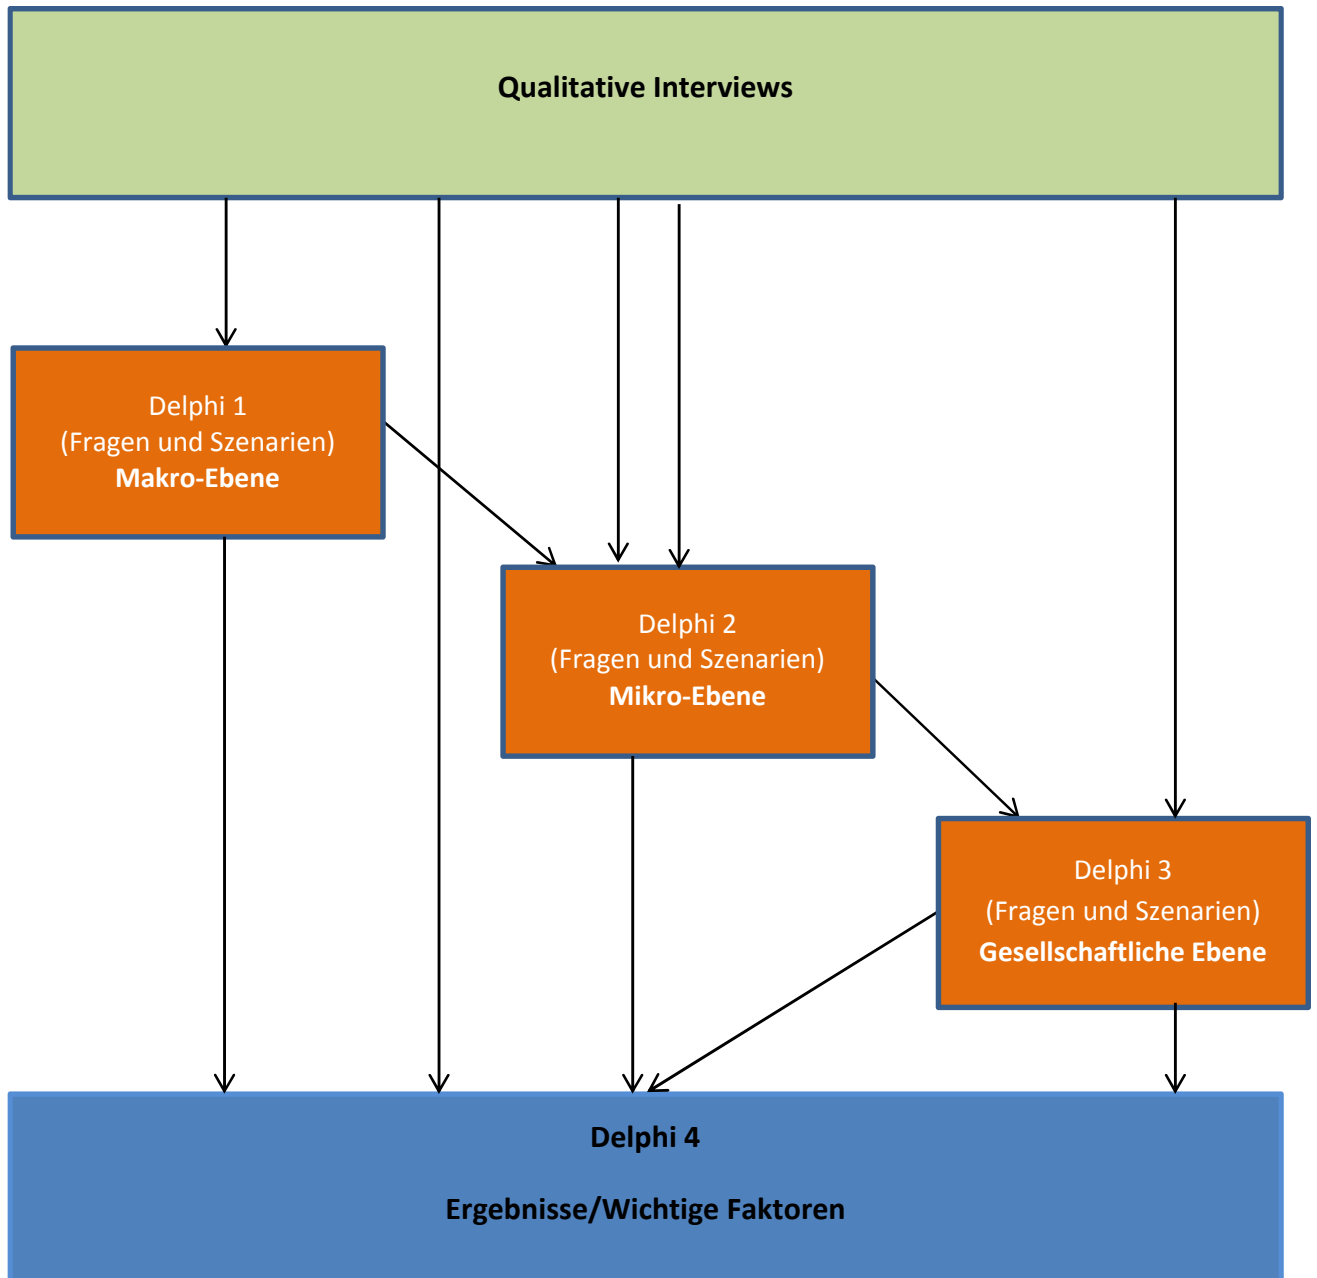 Qualitative Interviews
Delphi 1
(Fragen und Szenarien)
Makro-Ebene
Delphi 2
(Fragen und Szenarien)
Mikro-Ebene
Delphi 3
(Fragen und Szenarien)
Gesellschaftliche Ebene
Delphi 4
Ergebnisse/Wichtige Faktoren